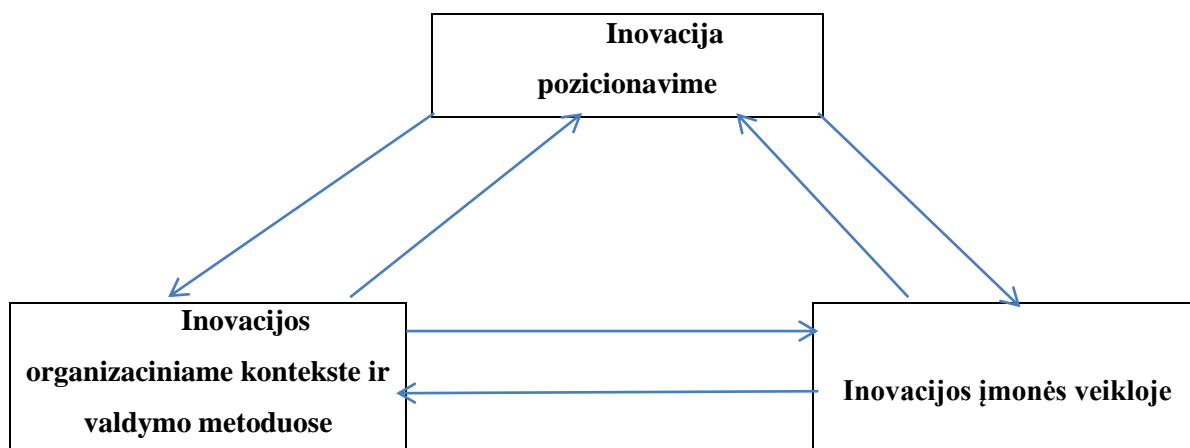 Inovacija
pozicionavime
Inovacijos
organizaciniame kontekste ir
valdymo metoduose
Inovacijos įmonės veikloje